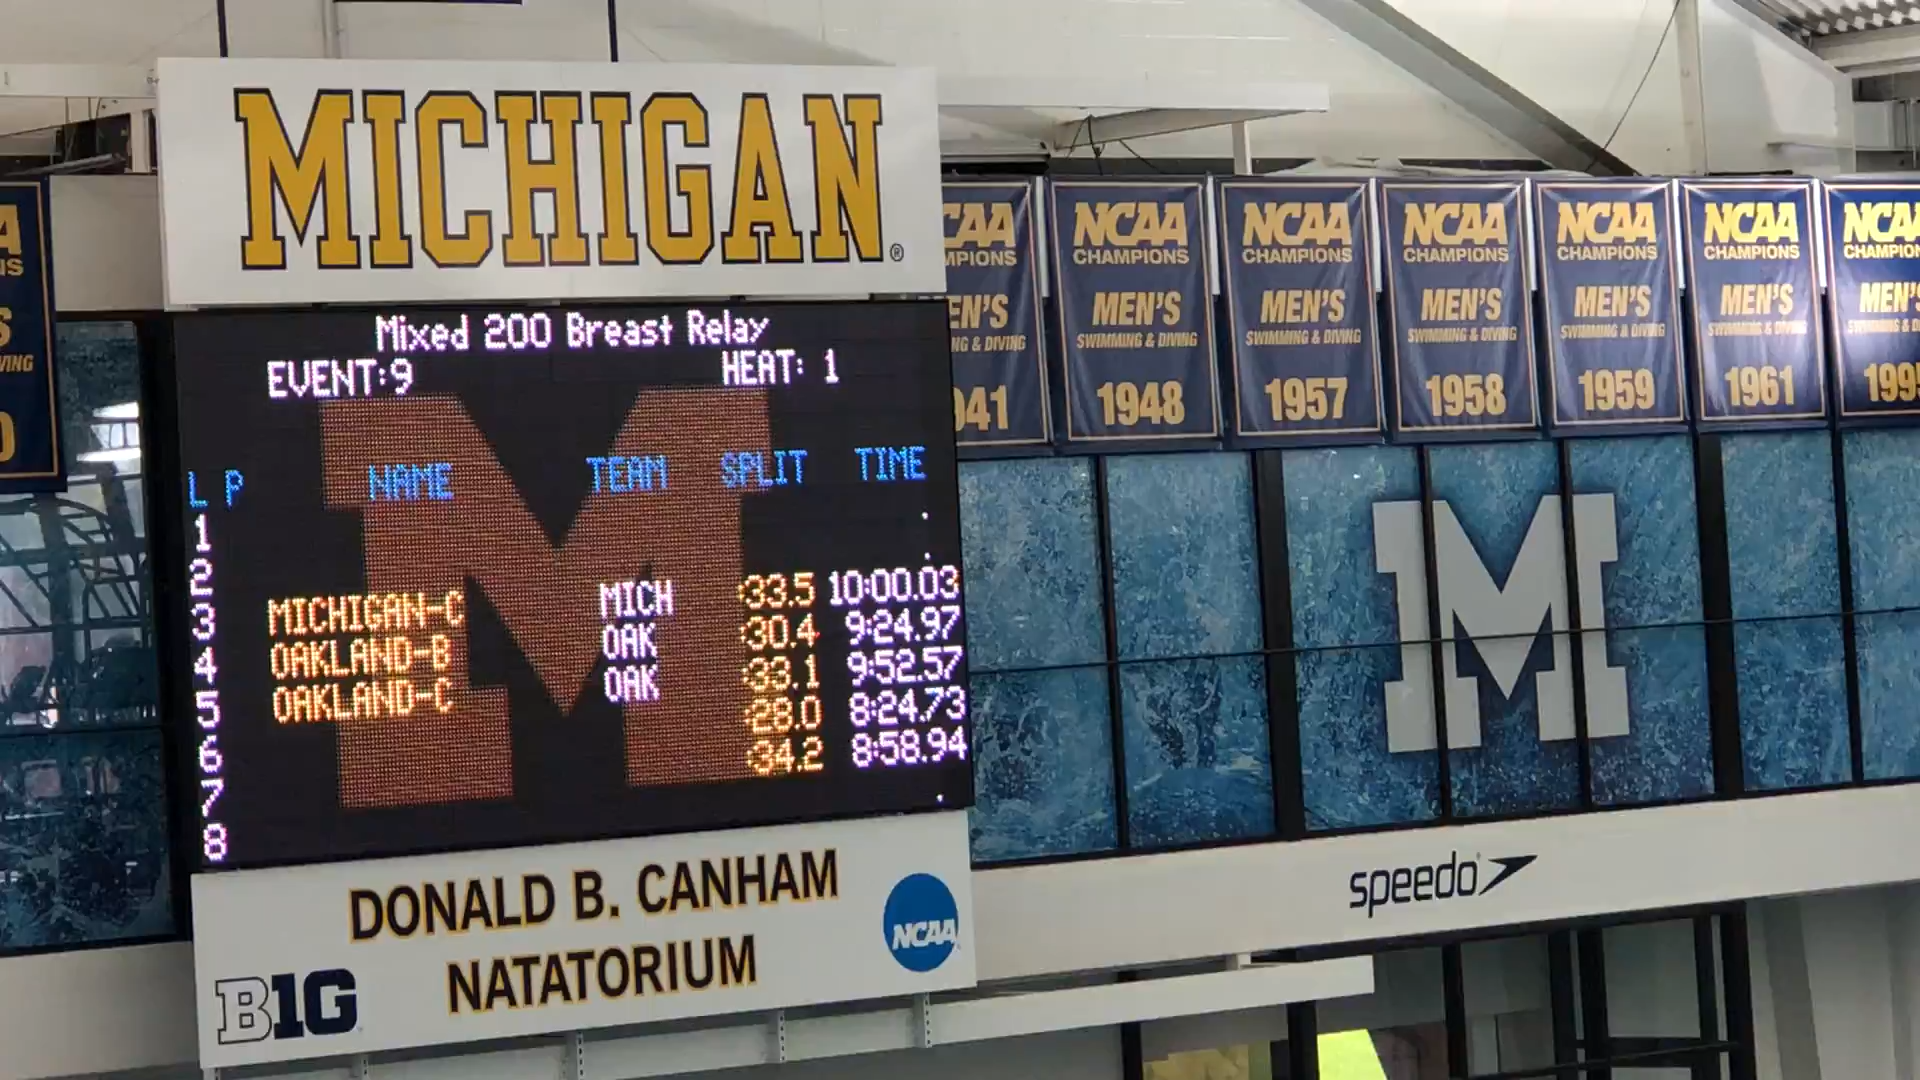 MICHIGAN®
Mixed 200 Breast Relay
EVENT:9 HEAT: 1
L P NAME TEAM SPLIT TIME
1 .
2 .
3 MICHIGAN-C MICH :33.5 10:00.03
4 OAKLAND-B OAK :30.4 9:24.97
5 OAKLAND-C OAK :33.1 9:52.57
6 :28.0 8:24.73
7 :34.2 8:58.94
8 .
DONALD B. CANHAM
NATATORIUM
B1G
NCAA
NCAA
CHAMPIONS
MEN'S
SWIMMING & DIVING
1948
NCAA
CHAMPIONS
MEN'S
SWIMMING & DIVING
1957
NCAA
CHAMPIONS
MEN'S
SWIMMING & DIVING
1958
NCAA
CHAMPIONS
MEN'S
SWIMMING & DIVING
1959
NCAA
CHAMPIONS
MEN'S
SWIMMING & DIVING
1961
M
speedo